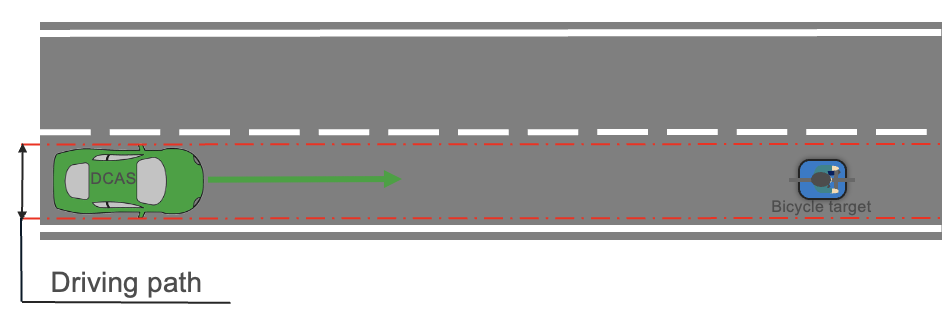 DCAS
Bicycle target
Driving path